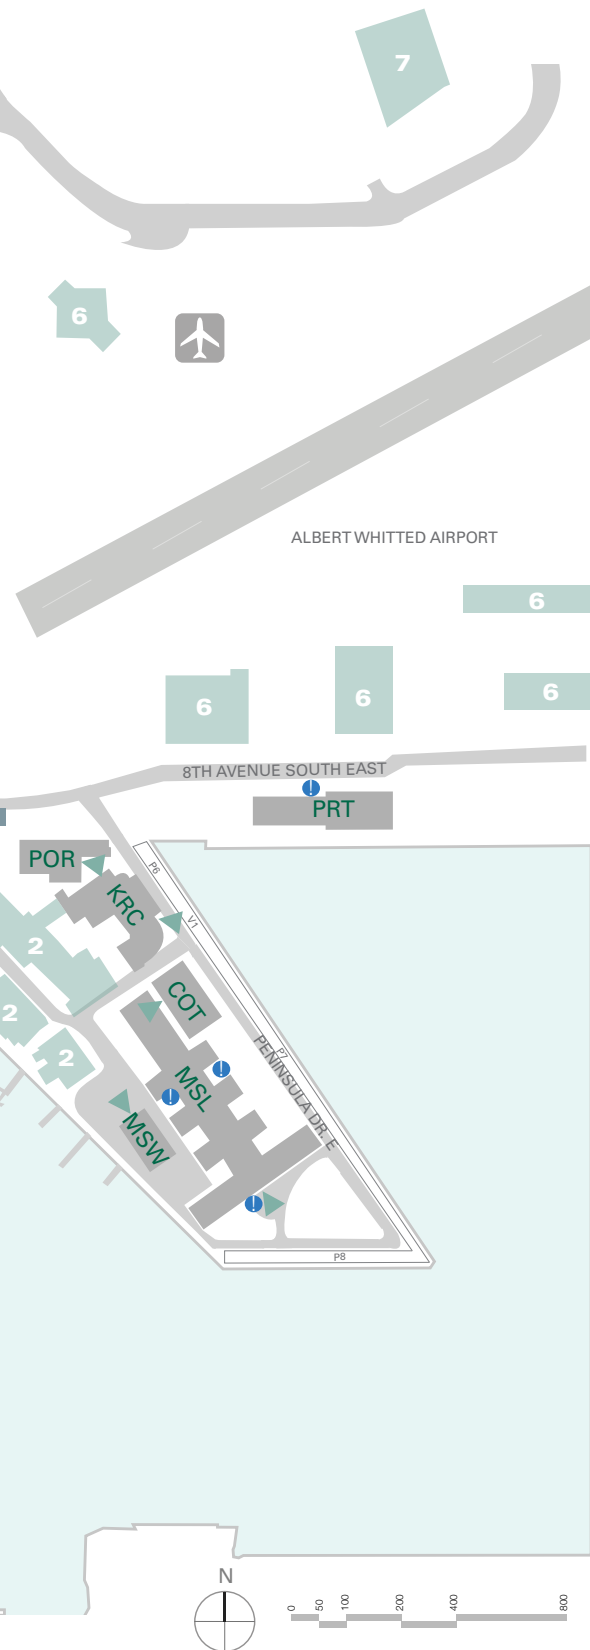 7
6
ALBERT WHITTED AIRPORT
6
6
6
6
8TH AVENUE SOUTH EAST
PRT
POR
P6
KRC
V1
2
COT
2
P7
PENINSULA DR. E
2
MSL
MSW
P8
N
0 50 100 200 400 800